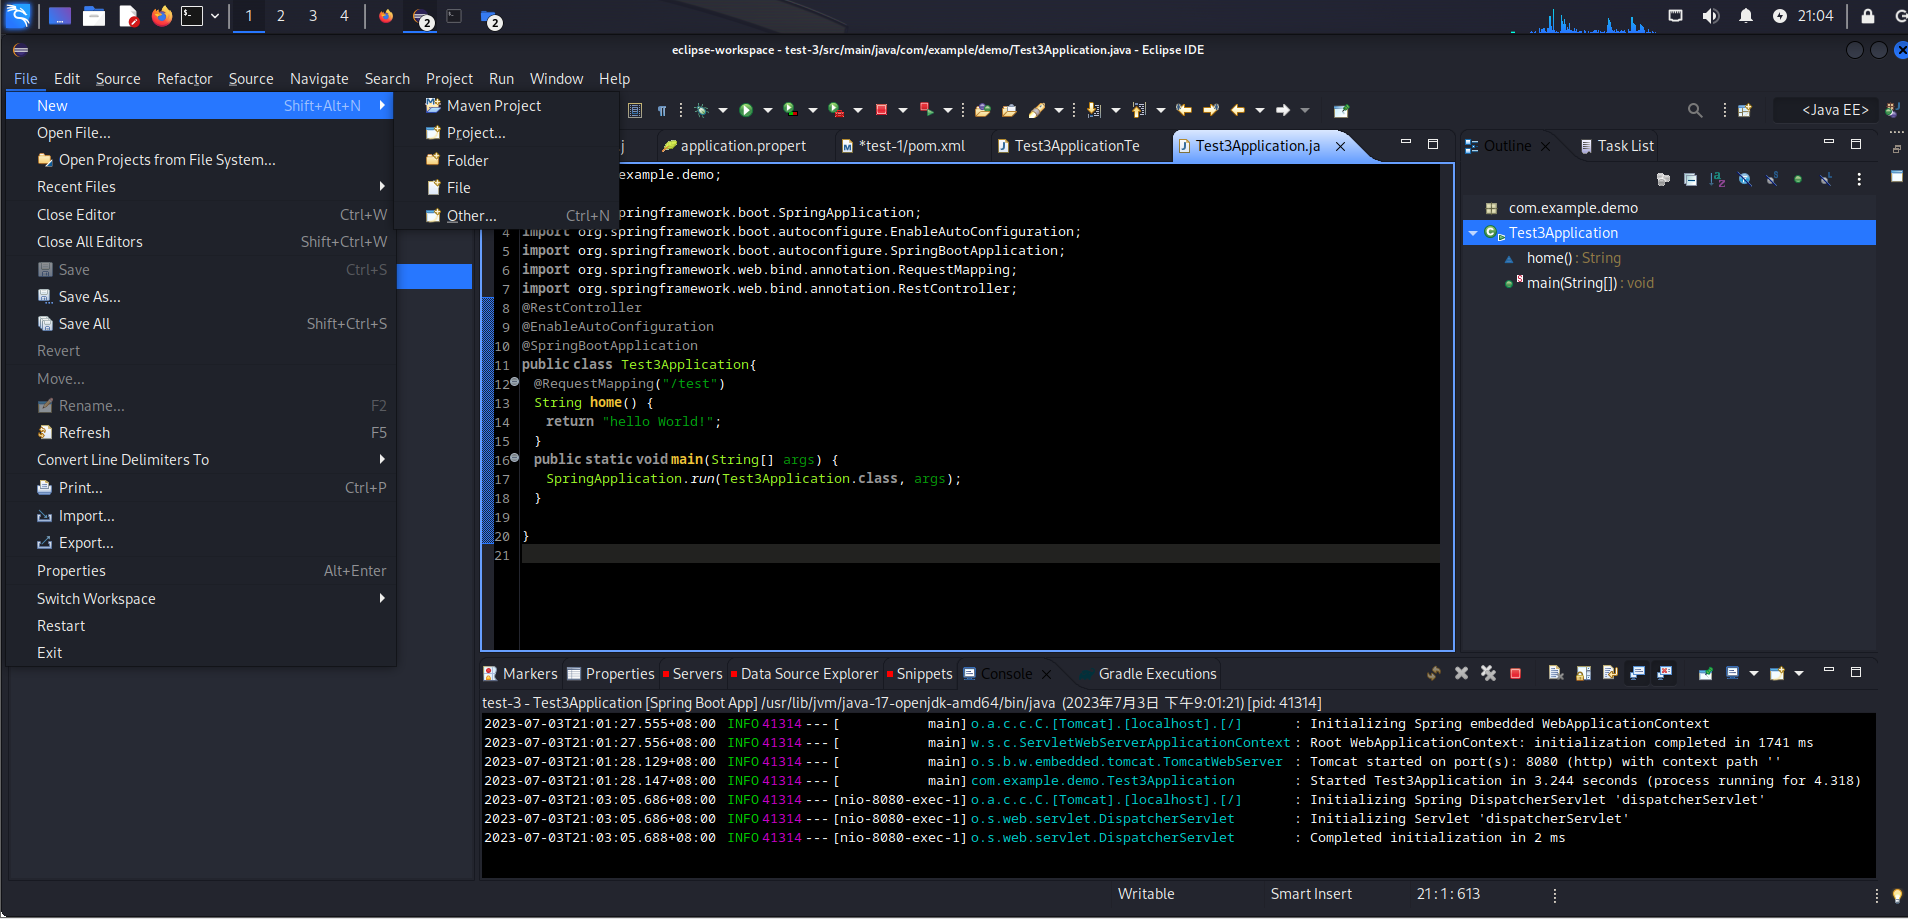 1 2 3 4 2 2 21:04
eclipse-workspace - test-3/src/main/java/com/example/demo/Test3Application.java - Eclipse IDE
File Edit Source Refactor Source Navigate Search Project Run Window Help
New Shift+Alt+N
Open File...
Open Projects from File System...
Recent Files
Close Editor Ctrl+W
Close All Editors Shift+Ctrl+W
Save Ctrl+S
Save As...
Save All Shift+Ctrl+S
Revert
Move...
Rename... F2
Refresh F5
Convert Line Delimiters To
Print... Ctrl+P
Import...
Export...
Properties Alt+Enter
Switch Workspace
Restart
Exit
Maven Project
Project...
Folder
File
Other... Ctrl+N
<Java EE>
j application.propert *test-1/pom.xml Test3ApplicationTe Test3Application.ja
example.demo;
springframework.boot.SpringApplication;
4 import org.springframework.boot.autoconfigure.EnableAutoConfiguration;
5 import org.springframework.boot.autoconfigure.SpringBootApplication;
6 import org.springframework.web.bind.annotation.RequestMapping;
7 import org.springframework.web.bind.annotation.RestController;
8 @RestController
9 @EnableAutoConfiguration
10 @SpringBootApplication
11 public class Test3Application{
12 @RequestMapping("/test")
13 String home() {
14 return "hello World!";
15 }
16 public static void main(String[] args) {
17 SpringApplication.run(Test3Application.class, args);
18 }
19
20 }
21
Outline Task List
com.example.demo
Test3Application
home() : String
main(String[]) : void
Markers Properties Servers Data Source Explorer Snippets Console Gradle Executions
test-3 - Test3Application [Spring Boot App] /usr/lib/jvm/java-17-openjdk-amd64/bin/java (2023年7月3日 下午9:01:21) [pid: 41314]
2023-07-03T21:01:27.555+08:00 INFO 41314 --- [ main] o.a.c.c.C.[Tomcat].[localhost].[/] : Initializing Spring embedded WebApplicationContext
2023-07-03T21:01:27.556+08:00 INFO 41314 --- [ main] w.s.c.ServletWebServerApplicationContext : Root WebApplicationContext: initialization completed in 1741 ms
2023-07-03T21:01:28.129+08:00 INFO 41314 --- [ main] o.s.b.w.embedded.tomcat.TomcatWebServer : Tomcat started on port(s): 8080 (http) with context path ''
2023-07-03T21:01:28.147+08:00 INFO 41314 --- [ main] com.example.demo.Test3Application : Started Test3Application in 3.244 seconds (process running for 4.318)
2023-07-03T21:03:05.686+08:00 INFO 41314 --- [nio-8080-exec-1] o.a.c.c.C.[Tomcat].[localhost].[/] : Initializing Spring DispatcherServlet 'dispatcherServlet'
2023-07-03T21:03:05.686+08:00 INFO 41314 --- [nio-8080-exec-1] o.s.web.servlet.DispatcherServlet : Initializing Servlet 'dispatcherServlet'
2023-07-03T21:03:05.688+08:00 INFO 41314 --- [nio-8080-exec-1] o.s.web.servlet.DispatcherServlet : Completed initialization in 2 ms
Writable Smart Insert 21 : 1 : 613